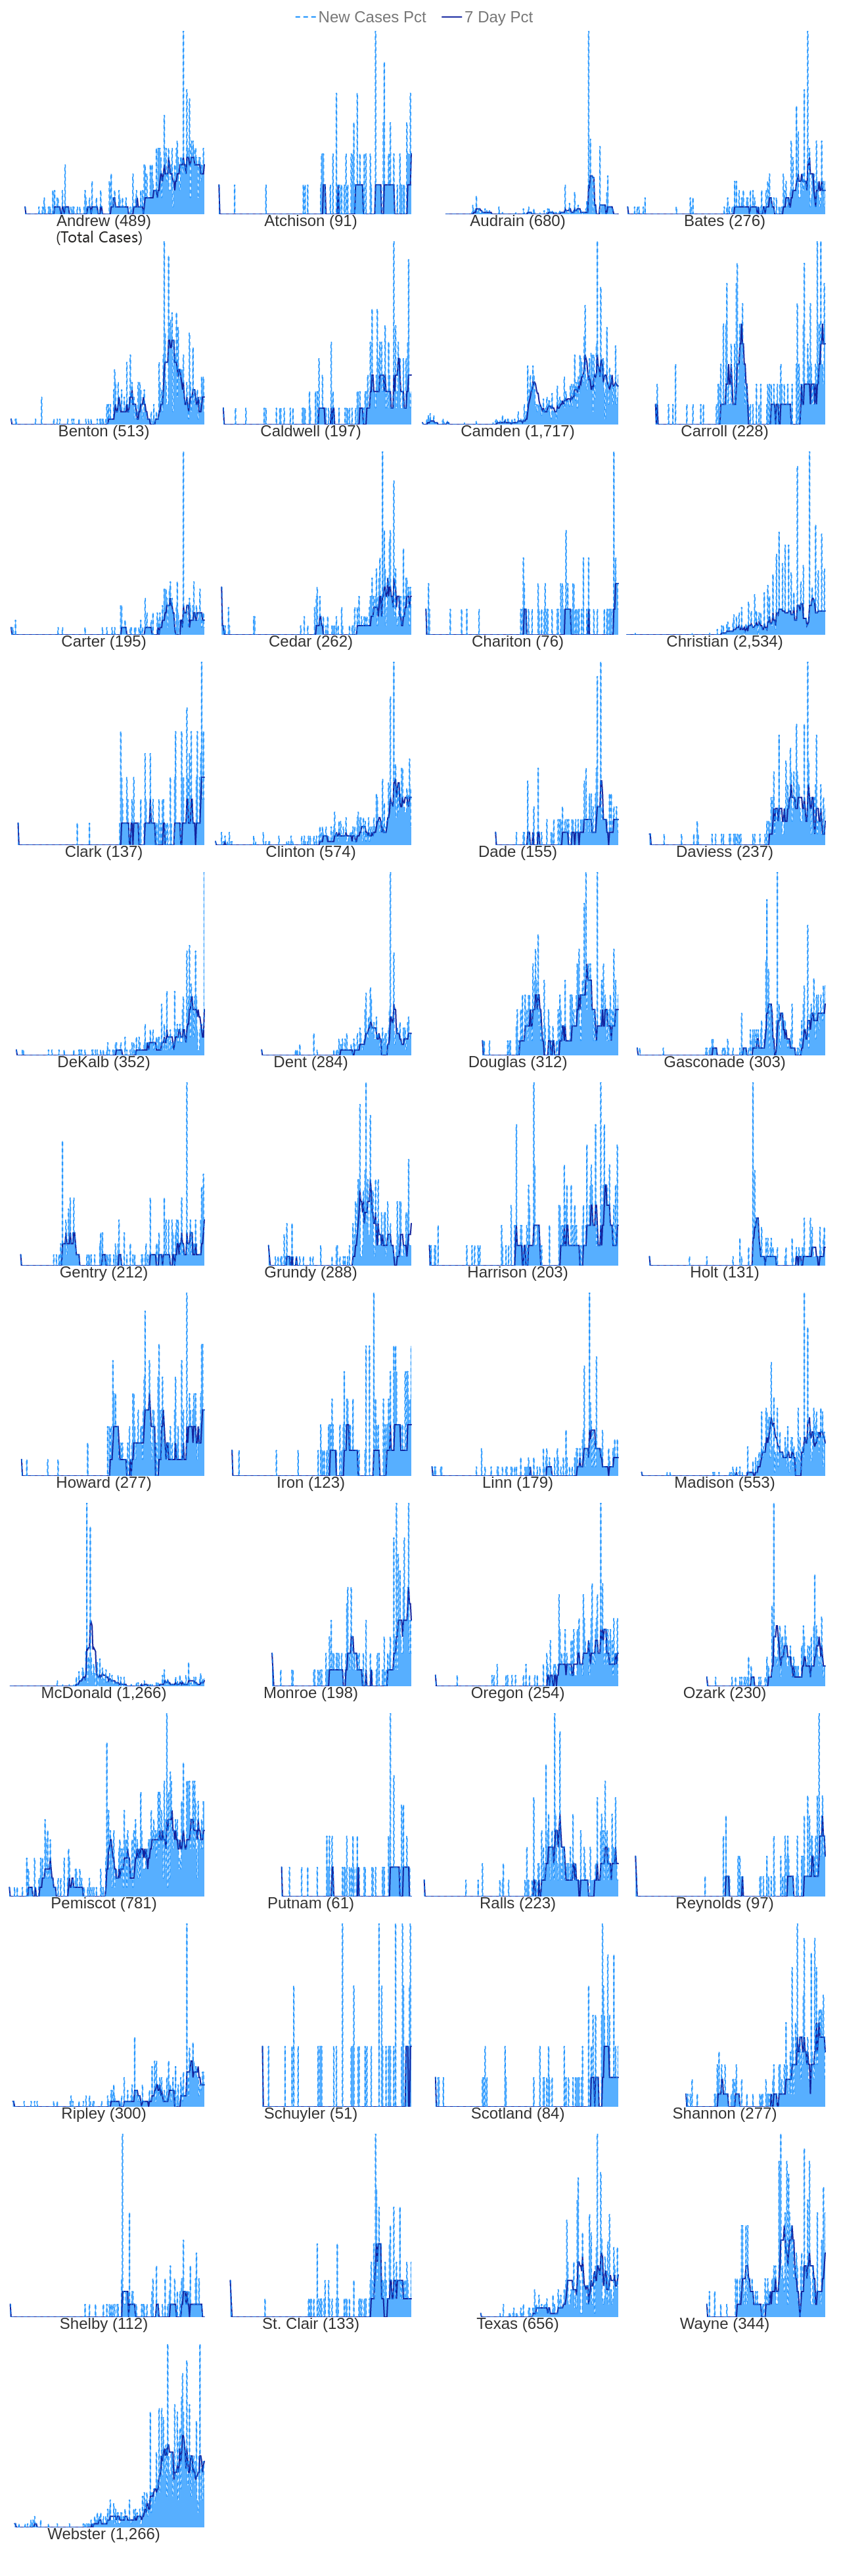 New Cases Pct 7 Day Pct
Andrew (489) Atchison (91) Audrain (680) Bates (276)
(Total Cases)
Benton (513) Caldwell (197) Camden (1,717) Carroll (228)
Carter (195) Cedar (262) Chariton (76) Christian (2,534)
Clark (137) Clinton (574) Dade (155) Daviess (237)
DeKalb (352) Dent (284) Douglas (312) Gasconade (303)
Gentry (212) Grundy (288) Harrison (203) Holt (131)
Howard (277) Iron (123) Linn (179) Madison (553)
McDonald (1,266) Monroe (198) Oregon (254) Ozark (230)
Pemiscot (781) Putnam (61) Ralls (223) Reynolds (97)
Ripley (300) Schuyler (51) Scotland (84) Shannon (277)
Shelby (112) St. Clair (133) Texas (656) Wayne (344)
Webster (1,266)